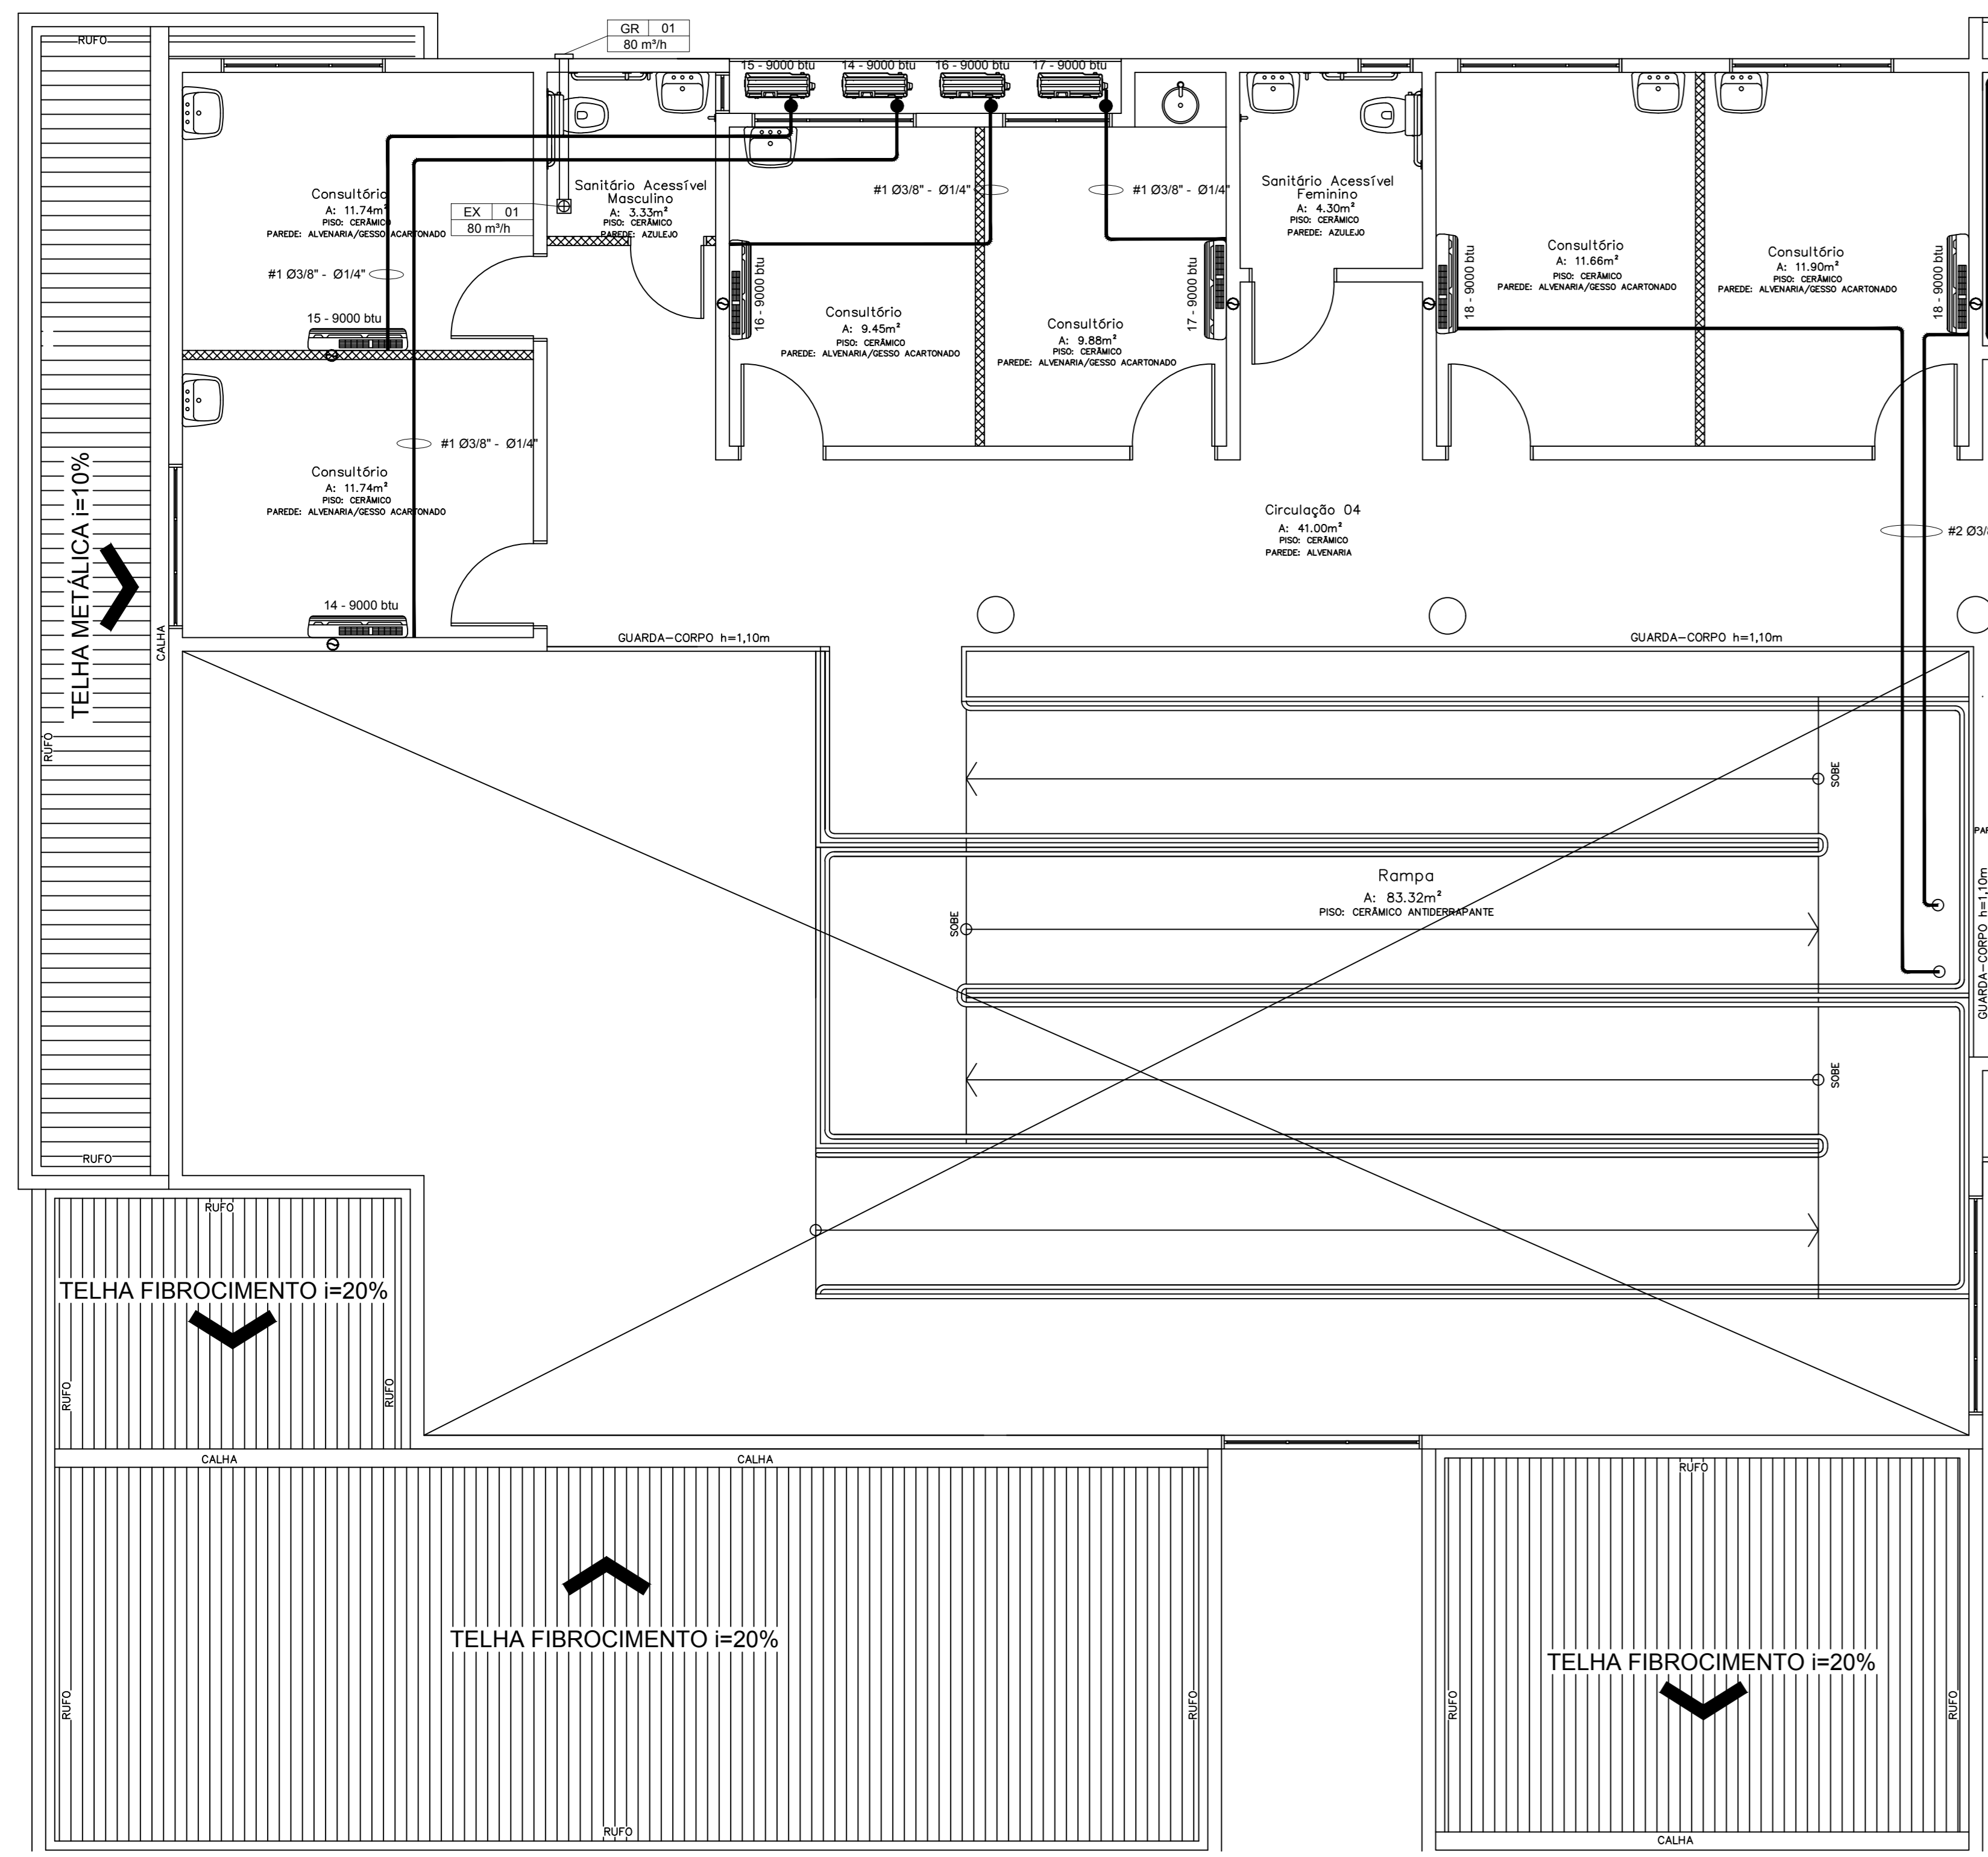 RUFO
GR 01
80 m³/h
15 - 9000 btu
14 - 9000 btu
16 - 9000 btu
17 - 9000 btu
Consultório
A: 11.74m²
PISO: CERÂMICO
PAREDE: ALVENARIA/GESSO ACARTONADO
#1 Ø3/8" - Ø1/4"
15 - 9000 btu
EX 01
80 m³/h
Sanitário Acessível
Masculino
A: 3.33m²
PISO: CERÂMICO
PAREDE: AZULEJO
#1 Ø3/8" - Ø1/4"
#1 Ø3/8" - Ø1/4"
16 - 9000 btu
Consultório
A: 9.45m²
PISO: CERÂMICO
PAREDE: ALVENARIA/GESSO ACARTONADO
Consultório
A: 9.88m²
PISO: CERÂMICO
PAREDE: ALVENARIA/GESSO ACARTONADO
17 - 9000 btu
Sanitário Acessível
Feminino
A: 4.30m²
PISO: CERÂMICO
PAREDE: AZULEJO
18 - 9000 btu
Consultório
A: 11.66m²
PISO: CERÂMICO
PAREDE: ALVENARIA/GESSO ACARTONADO
Consultório
A: 11.90m²
PISO: CERÂMICO
PAREDE: ALVENARIA/GESSO ACARTONADO
18 - 9000 btu
#1 Ø3/8" - Ø1/4"
Consultório
A: 11.74m²
PISO: CERÂMICO
PAREDE: ALVENARIA/GESSO ACARTONADO
14 - 9000 btu
TELHA METÁLICA i=10%
CALHA
RUFO
RUFO
Circulação 04
A: 41.00m²
PISO: CERÂMICO
PAREDE: ALVENARIA
#2 Ø3/
GUARDA-CORPO h=1,10m
GUARDA-CORPO h=1,10m
SOBE
Rampa
A: 83.32m²
PISO: CERÂMICO ANTIDERRAPANTE
SOBE
SOBE
GUARDA-CORPO h=1,10m
RUFO
TELHA FIBROCIMENTO i=20%
RUFO
RUFO
CALHA
CALHA
TELHA FIBROCIMENTO i=20%
RUFO
RUFO
RUFO
RUFO
TELHA FIBROCIMENTO i=20%
RUFO
RUFO
CALHA